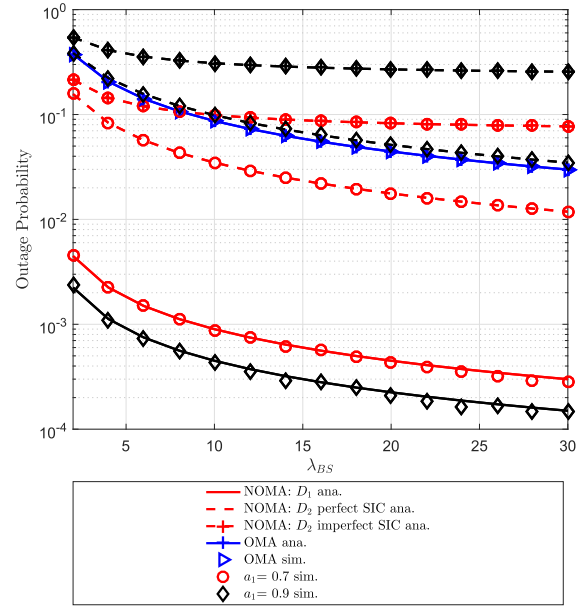 10^0
10^-1
10^-2
10^-3
10^-4
Outage Probability
5 10 15 20 25 30
λ_BS
NOMA: D_1 ana.
NOMA: D_2 perfect SIC ana.
NOMA: D_2 imperfect SIC ana.
OMA ana.
OMA sim.
a_1= 0.7 sim.
a_1= 0.9 sim.